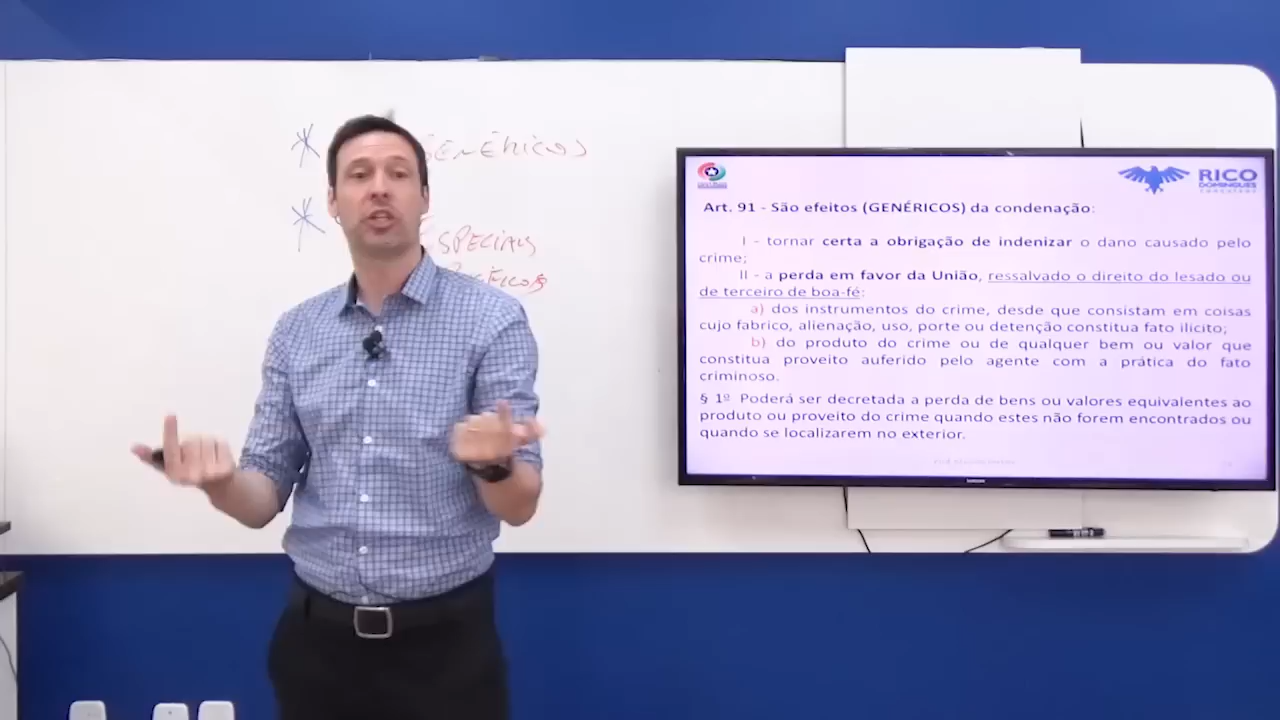 GENÉRICOS
ESPECIAIS
RICO
DOMINGUES
CONCURSOS
Art. 91 - São efeitos (GENÉRICOS) da condenação:
I - tornar certa a obrigação de indenizar o dano causado pelo
crime;
II - a perda em favor da União, ressalvado o direito do lesado ou
de terceiro de boa-fé:
a) dos instrumentos do crime, desde que consistam em coisas
cujo fabrico, alienação, uso, porte ou detenção constitua fato ilícito;
b) do produto do crime ou de qualquer bem ou valor que
constitua proveito auferido pelo agente com a prática do fato
criminoso.
§ 1º Poderá ser decretada a perda de bens ou valores equivalentes ao
produto ou proveito do crime quando estes não forem encontrados ou
quando se localizarem no exterior.
SAMSUNG